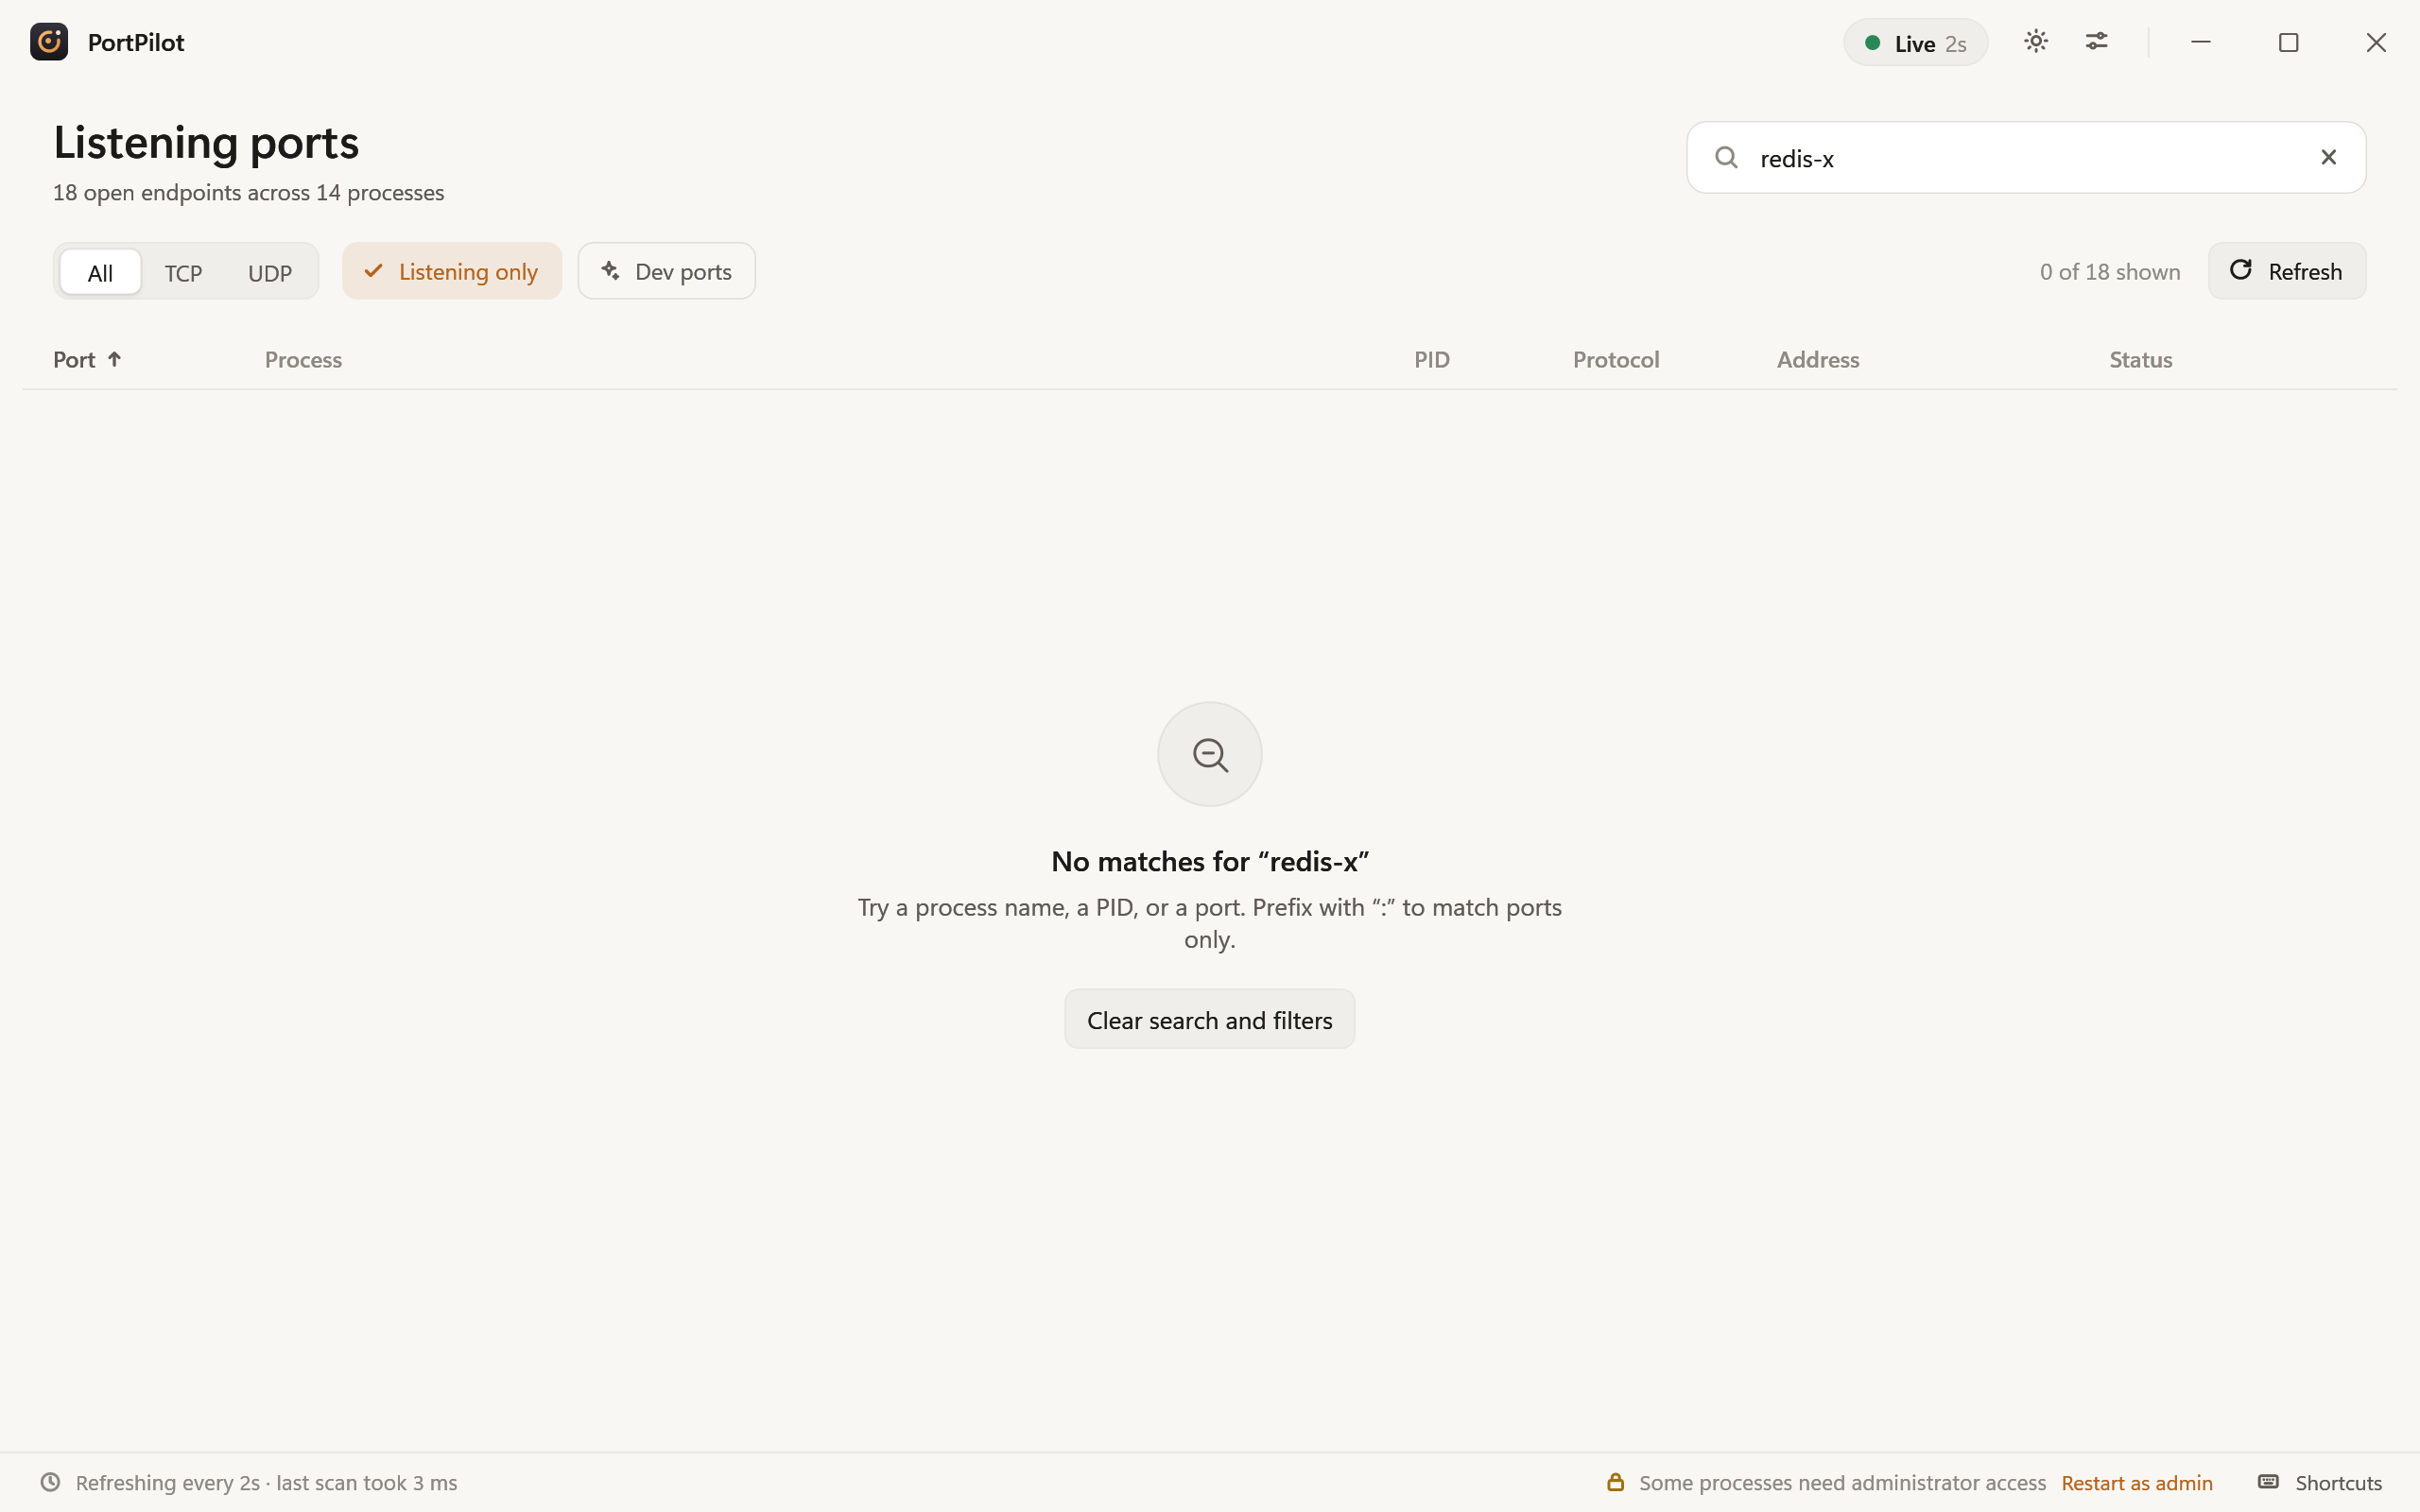 PortPilot
Live 2s
Listening ports
18 open endpoints across 14 processes
redis-x
All TCP UDP Listening only Dev ports
0 of 18 shown Refresh
Port Process PID Protocol Address Status
No matches for “redis-x”
Try a process name, a PID, or a port. Prefix with “:” to match ports
only.
Clear search and filters
Refreshing every 2s · last scan took 3 ms
Some processes need administrator access Restart as admin Shortcuts